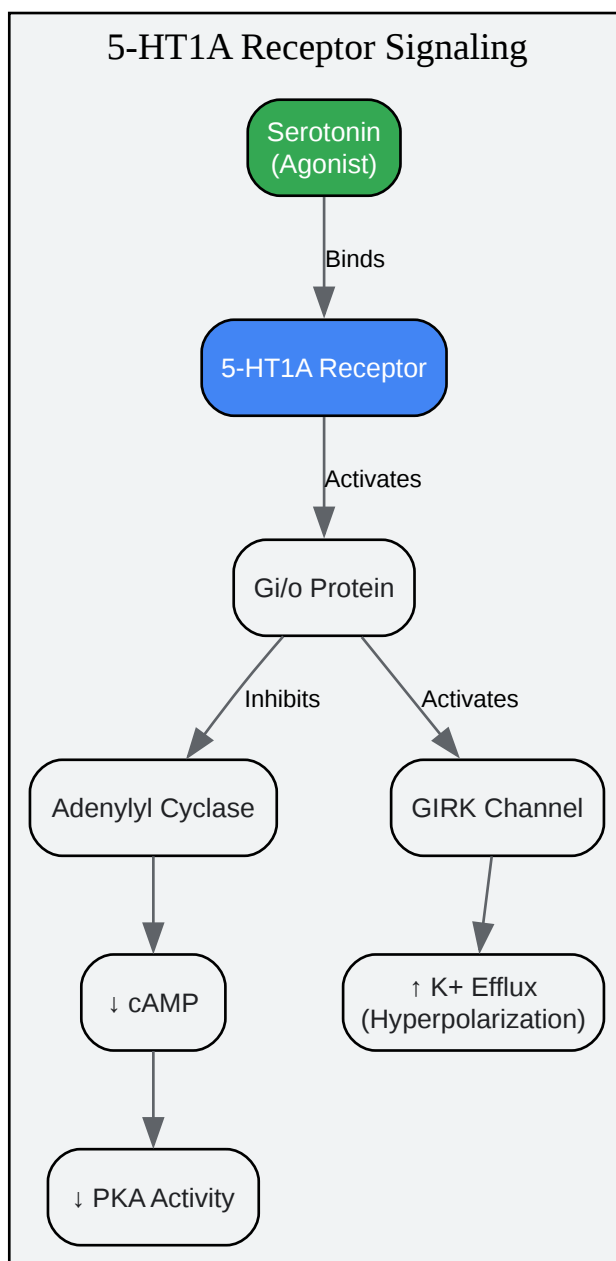 5-HT1A Receptor Signaling
Serotonin
(Agonist)
Binds
5-HT1A Receptor
Activates
Gi/o Protein
Inhibits
Activates
Adenylyl Cyclase
GIRK Channel
↓ cAMP
↑ K+ Efflux
(Hyperpolarization)
↓ PKA Activity